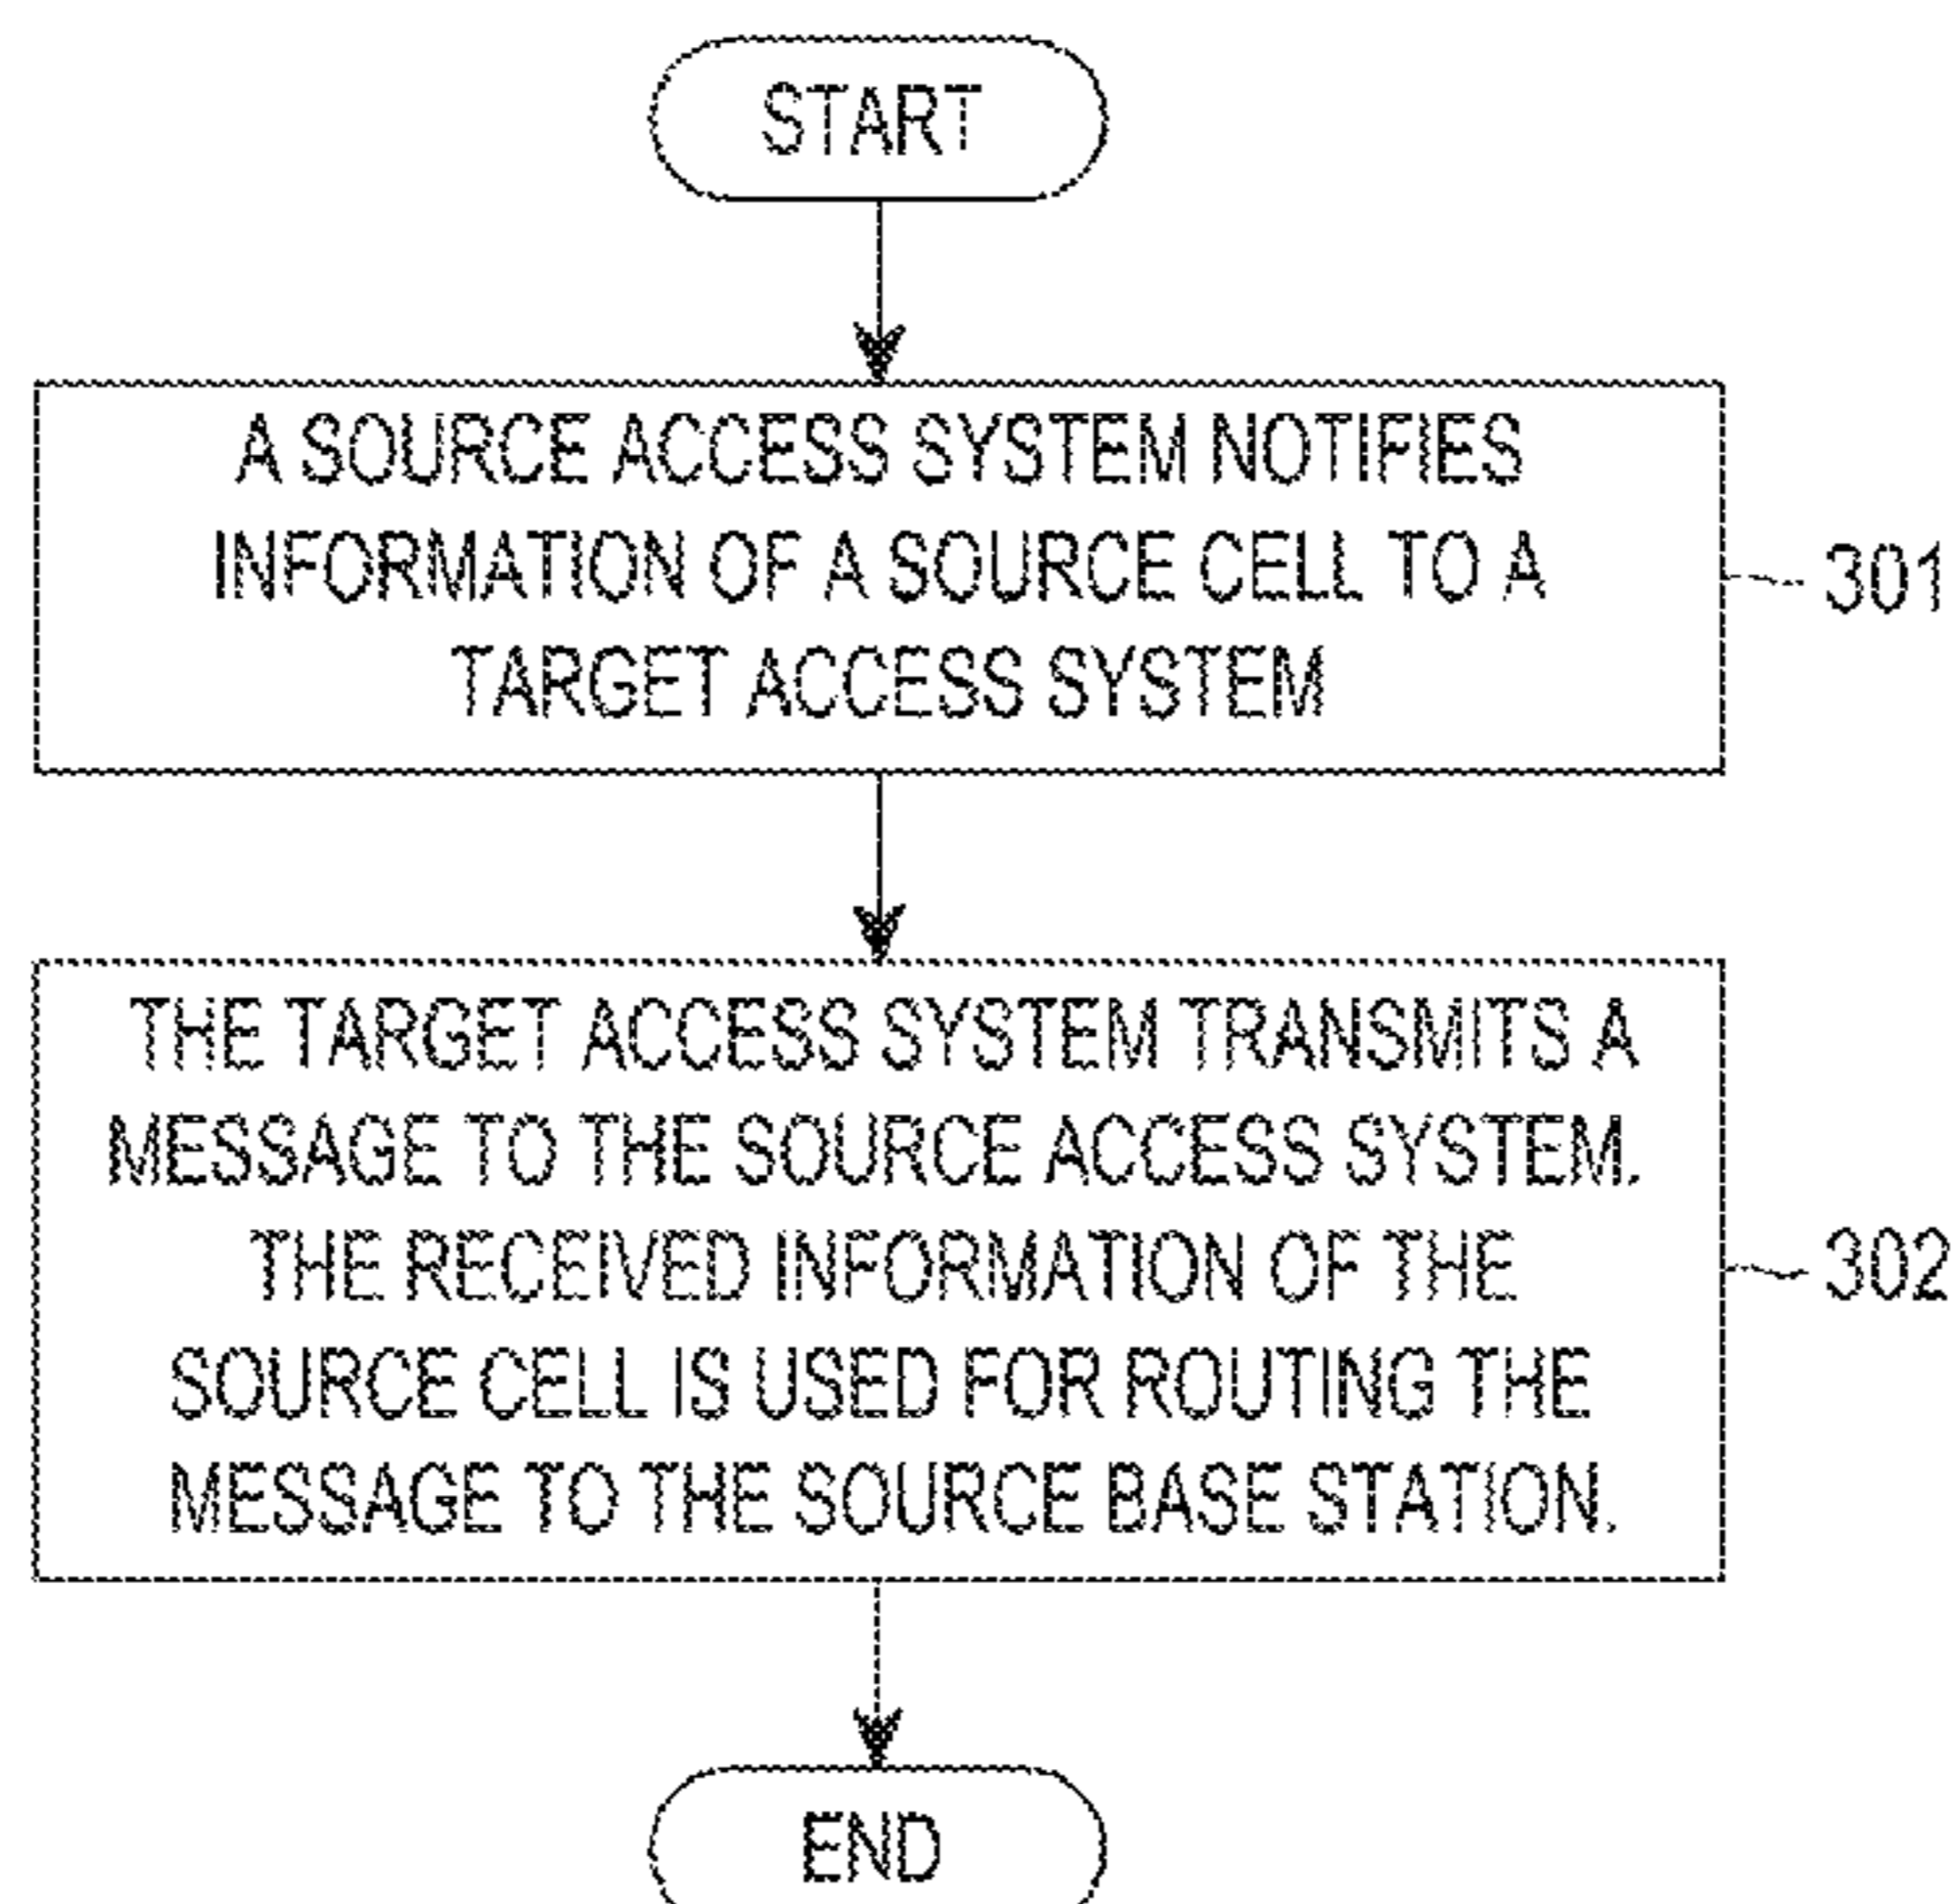 START
A SOURCE ACCESS SYSTEM NOTIFIES
INFORMATION OF A SOURCE CELL TO A
TARGET ACCESS SYSTEM
301
THE TARGET ACCESS SYSTEM TRANSMITS A
MESSAGE TO THE SOURCE ACCESS SYSTEM.
THE RECEIVED INFORMATION OF THE
SOURCE CELL IS USED FOR ROUTING THE
MESSAGE TO THE SOURCE BASE STATION.
302
END